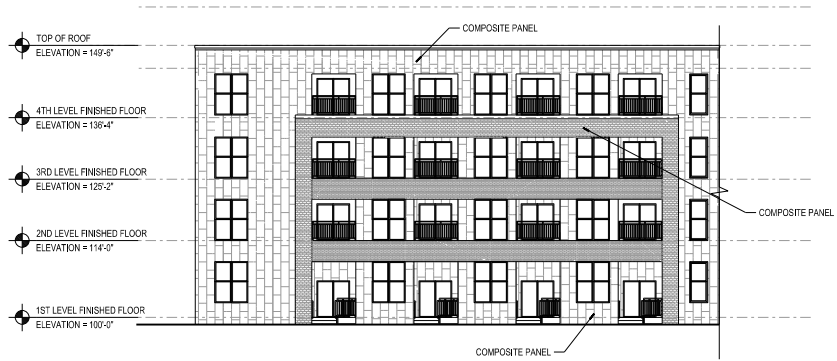 COMPOSITE PANEL
TOP OF ROOF
ELEVATION = 149'-6"
4TH LEVEL FINISHED FLOOR
ELEVATION = 136'-4"
3RD LEVEL FINISHED FLOOR
ELEVATION = 125'-2"
COMPOSITE PANEL
2ND LEVEL FINISHED FLOOR
ELEVATION = 114'-0"
1ST LEVEL FINISHED FLOOR
ELEVATION = 100'-0"
COMPOSITE PANEL